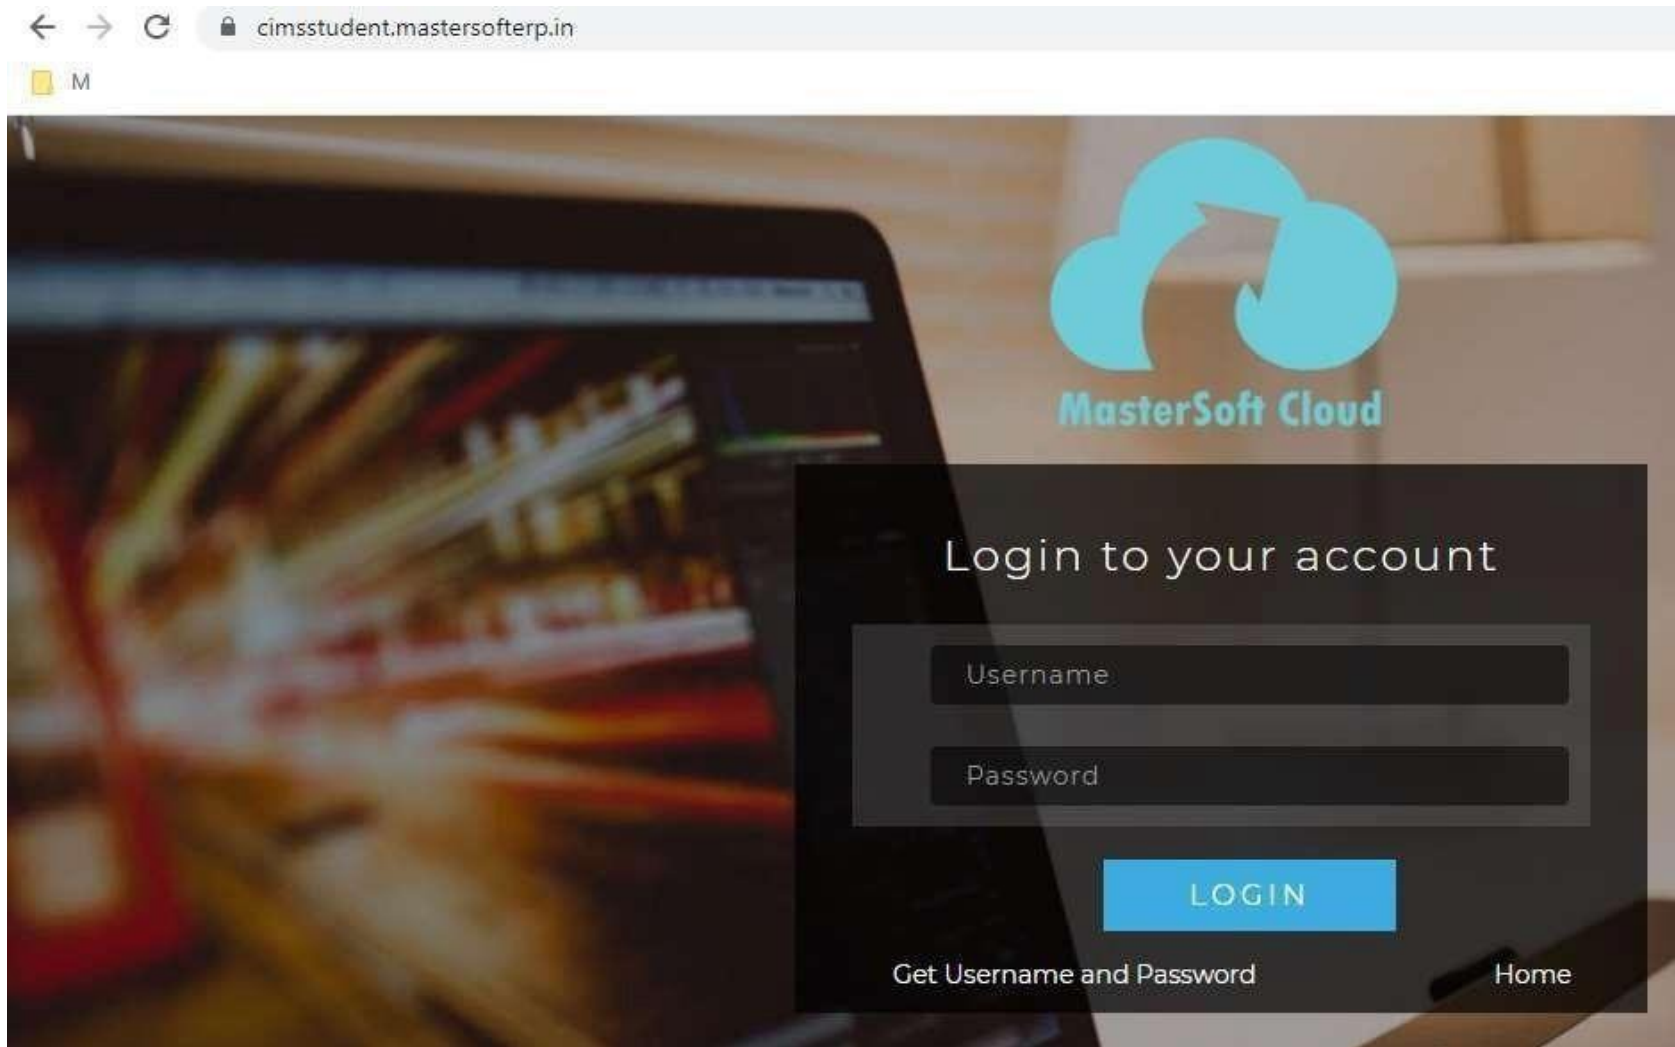 cimsstudent.mastersofterp.in
M
MasterSoft Cloud
Login to your account
Username
Password
LOGIN
Get Username and Password Home